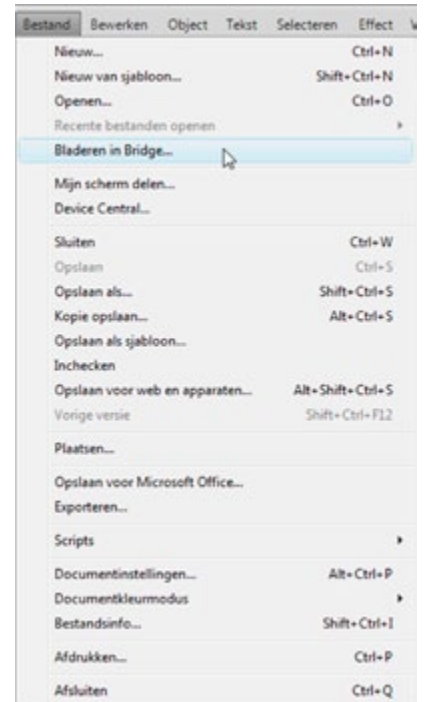 Bestand Bewerken Object Tekst Selecteren Effect
Nieuw... Ctrl+N
Nieuw van sjabloon... Shift+Ctrl+N
Openen... Ctrl+O
Recente bestanden openen
Bladeren in Bridge...
Mijn scherm delen...
Device Central...
Sluiten Ctrl+W
Opslaan Ctrl+S
Opslaan als... Shift+Ctrl+S
Kopie opslaan... Alt+Ctrl+S
Opslaan als sjabloon...
Inchecken
Opslaan voor web en apparaten... Alt+Shift+Ctrl+S
Vorige versie Shift+Ctrl+F12
Plaatsen...
Opslaan voor Microsoft Office...
Exporteren...
Scripts
Documentinstellingen... Alt+Ctrl+P
Documentkleurmodus
Bestandsinfo... Shift+Ctrl+I
Afdrukken... Ctrl+P
Afsluiten Ctrl+Q